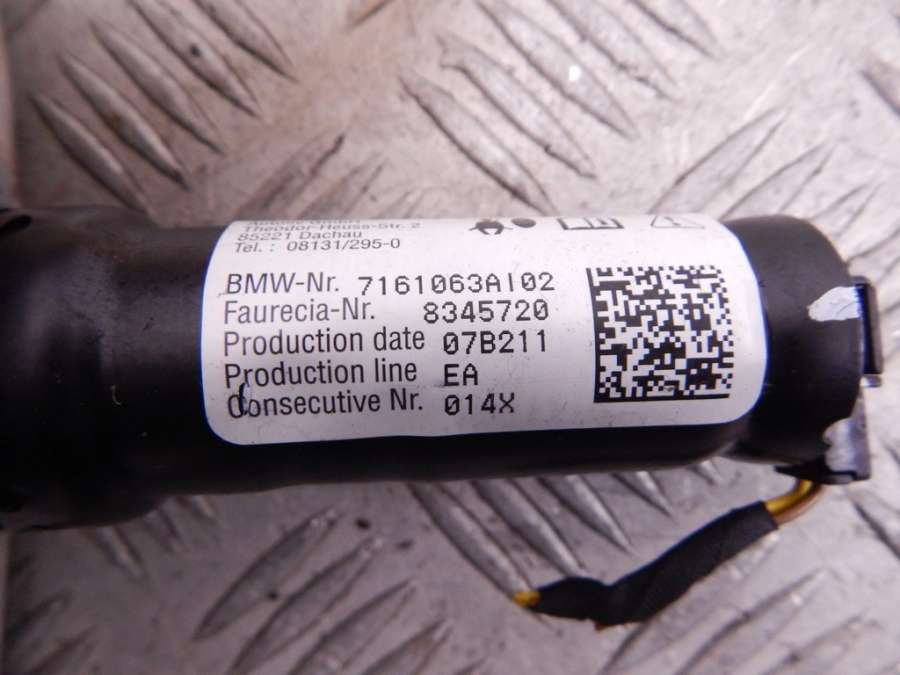 Theodor-Heuss-Str. 2
85221 Dachau
Tel.: 08131/295-0
BMW-Nr. 7161063AI02
Faurecia-Nr. 8345720
Production date 07B211
Production line EA
Consecutive Nr. 014X